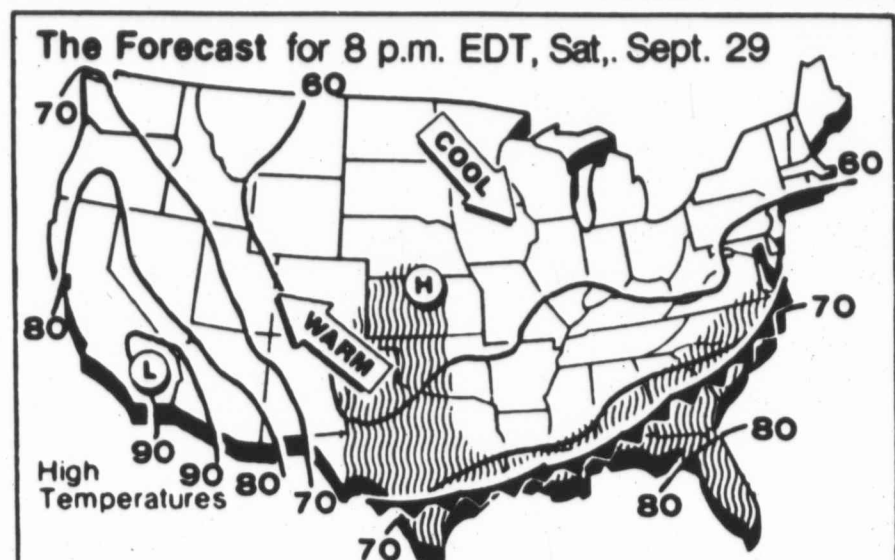 The Forecast for 8 p.m. EDT, Sat,. Sept. 29
70
60
COOL
60
H
80
WARM
70
L
90
High
Temperatures
90
80
70
80
80
70